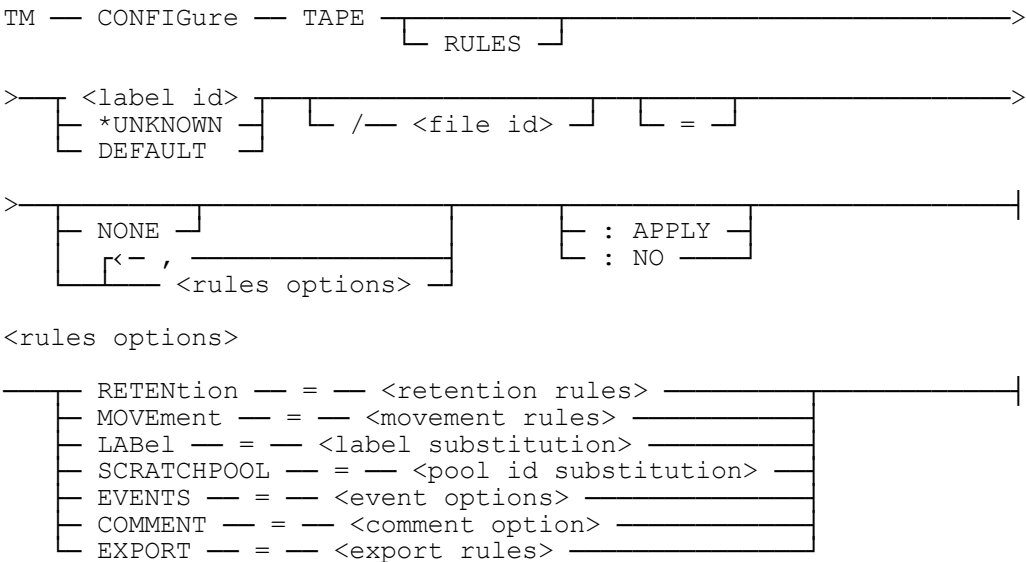 TM ── CONFIGure ── TAPE ─┬─────────┬────────────────────────────>
└─ RULES ─┘
>──┬─ <label id> ─┬──┬─────────────────┬──┬─────┬─────────────────>
├─ *UNKNOWN ─┤ └─ /── <file id> ─┘ └─ = ─┘
└─ DEFAULT ─┘
>──┬────────┬───────────────┬──────┬───────────┬────────────────┤
├─ NONE ─┘ │ ├─ : APPLY ─┤
│ ┌‹─ , ────────────────┤ └─ : NO ────┘
└──┴─── <rules options> ─┘
<rules options>
────┬─ RETENtion ── = ── <retention rules> ─────────┬────────────┤
├─ MOVEment ── = ── <movement rules> ───────────┤
├─ LABel ── = ── <label substitution> ──────────┤
├─ SCRATCHPOOL ── = ── <pool id substitution> ──┤
├─ EVENTS ── = ── <event options> ──────────────┤
├─ COMMENT ── = ── <comment option> ────────────┤
└─ EXPORT ── = ── <export rules> ───────────────┘